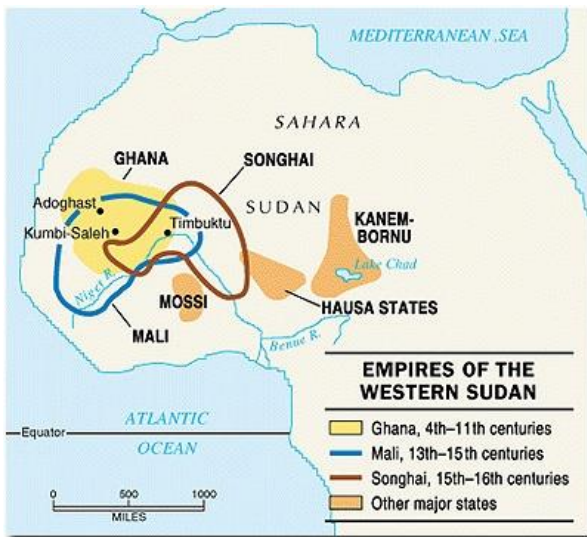 MEDITERRANEAN SEA
SAHARA
GHANA
SONGHAI
Adoghast
SUDAN
KANEM-
BORNU
Kumbi-Saleh
Timbuktu
Lake Chad
Niger R.
MOSSI
HAUSA STATES
MALI
Benue R.
EMPIRES OF THE
WESTERN SUDAN
ATLANTIC
OCEAN
Equator
Ghana, 4th–11th centuries
Mali, 13th–15th centuries
Songhai, 15th–16th centuries
Other major states
0 500 1000
MILES